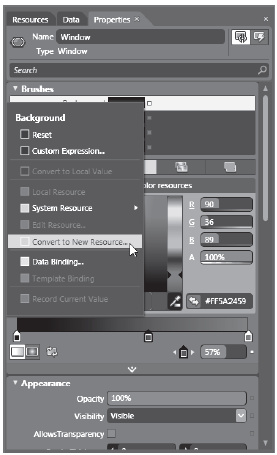 Resources Data Properties ×
Name Window
Type Window
Search
Brushes
Background
Reset
Custom Expression...
Convert to Local Value
Local Resource
System Resource
Edit Resource...
Convert to New Resource...
Data Binding...
Template Binding
Record Current Value
lor resources
R 90
G 36
B 89
A 100%
#FF5A2459
57%
Appearance
Opacity 100%
Visibility Visible
AllowsTransparency